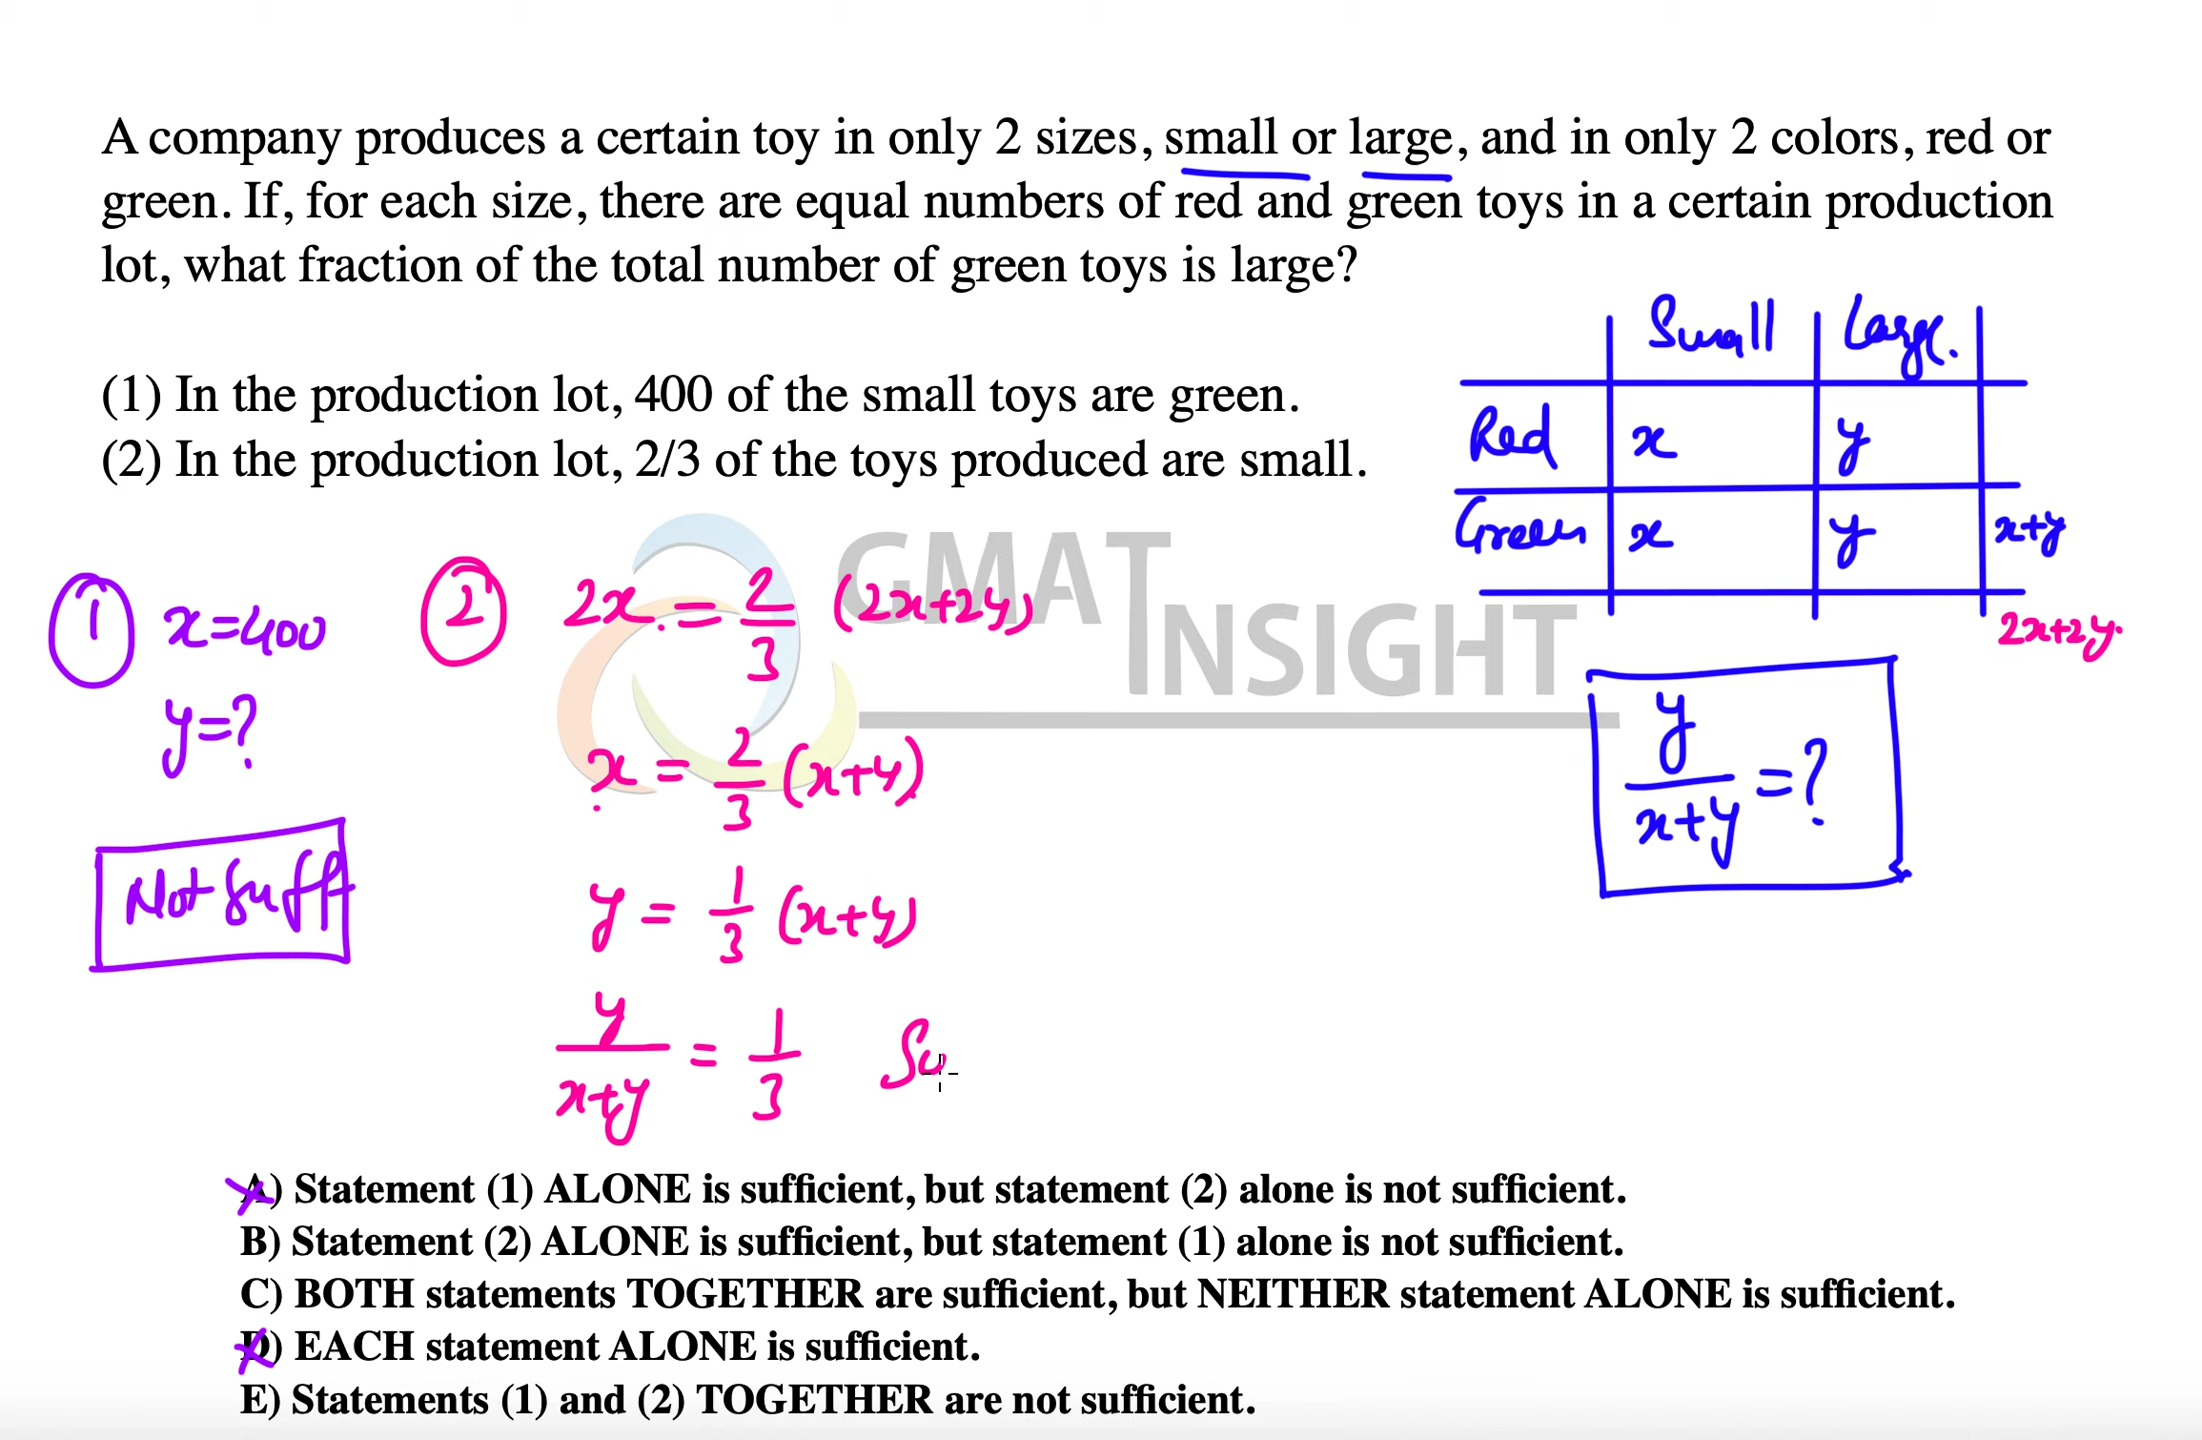 A company produces a certain toy in only 2 sizes, small or large, and in only 2 colors, red or
green. If, for each size, there are equal numbers of red and green toys in a certain production
lot, what fraction of the total number of green toys is large?
(1) In the production lot, 400 of the small toys are green.
(2) In the production lot, 2/3 of the toys produced are small.
Small Large.
Red x y
Green x y x+y
2x+2y.
y/(x+y) =?
GMAT INSIGHT
1 x=400
y=?
Not Suff
2 2x = 2/3 (2x+2y)
x = 2/3 (x+y)
y = 1/3 (x+y)
y/(x+y) = 1/3 Su
A) Statement (1) ALONE is sufficient, but statement (2) alone is not sufficient.
B) Statement (2) ALONE is sufficient, but statement (1) alone is not sufficient.
C) BOTH statements TOGETHER are sufficient, but NEITHER statement ALONE is sufficient.
D) EACH statement ALONE is sufficient.
E) Statements (1) and (2) TOGETHER are not sufficient.